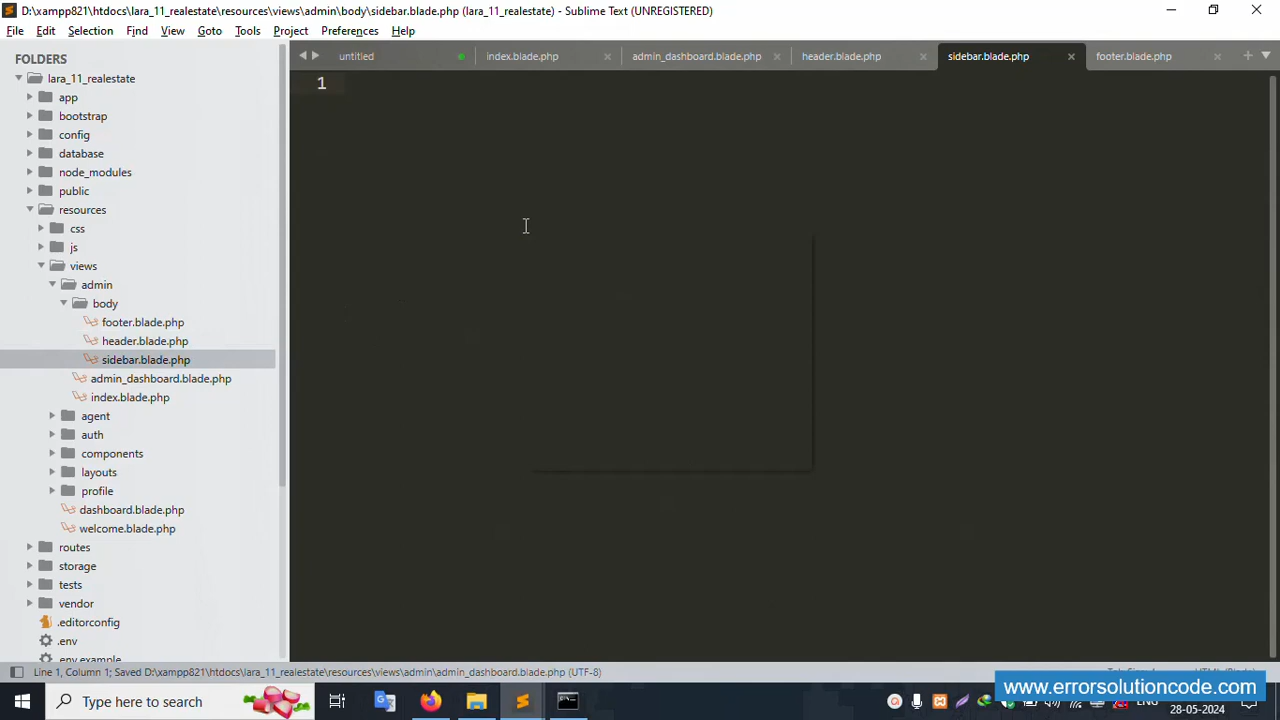 D:\xampp821\htdocs\lara_11_realestate\resources\views\admin\body\sidebar.blade.php (lara_11_realestate) - Sublime Text (UNREGISTERED)
File Edit Selection Find View Goto Tools Project Preferences Help
FOLDERS
untitled index.blade.php admin_dashboard.blade.php header.blade.php sidebar.blade.php footer.blade.php
lara_11_realestate
1
app
bootstrap
config
database
node_modules
public
resources
css
js
views
admin
body
footer.blade.php
header.blade.php
sidebar.blade.php
admin_dashboard.blade.php
index.blade.php
agent
auth
components
layouts
profile
dashboard.blade.php
welcome.blade.php
routes
storage
tests
vendor
.editorconfig
.env
.env.example
Line 1, Column 1; Saved D:\xampp821\htdocs\lara_11_realestate\resources\views\admin\admin_dashboard.blade.php (UTF-8)
www.errorsolutioncode.com
Type here to search
ENG
28-05-2024